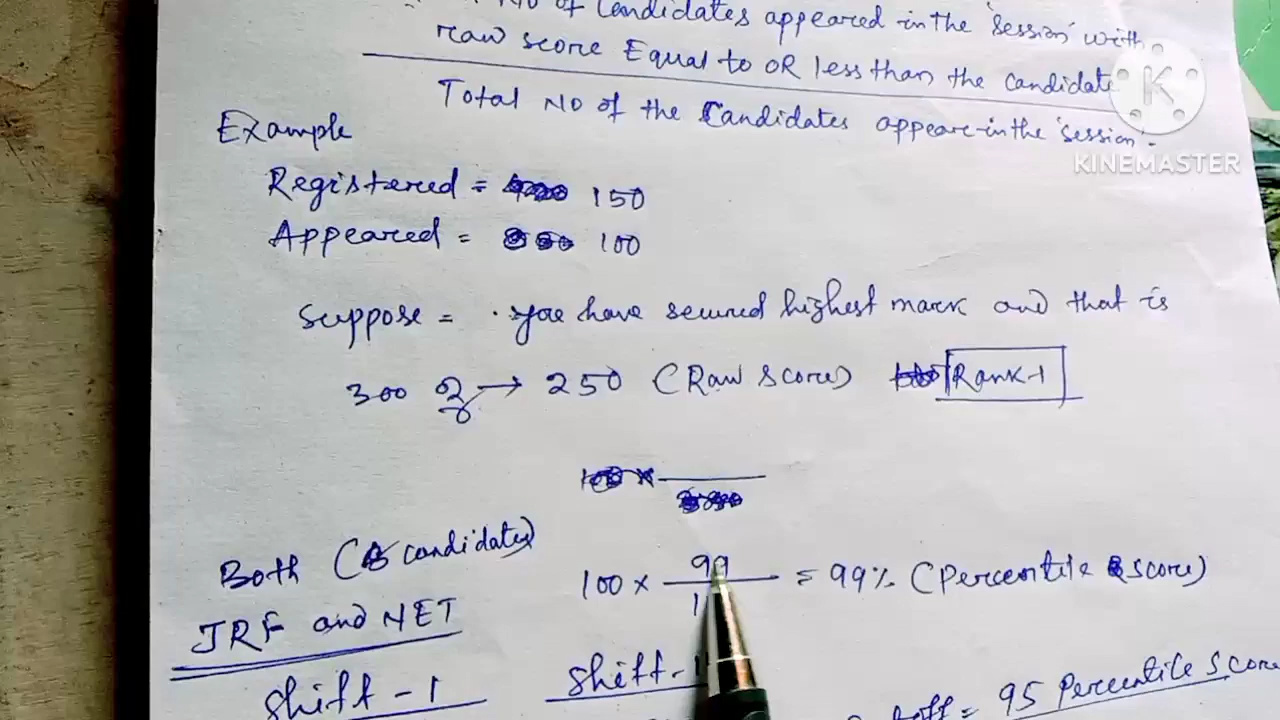 No of Candidates appeared in the 'session' with
raw score Equal to OR less than the candidate
Total No of the Candidates appear in the 'session'.
Example
Registered = 150
Appeared = 100
Suppose = . you have secured highest mark and that is
300 → 250 (Raw score) Rank-1
100 × 99 = 99% (Percentile score)
Both ( candidates)
JRF and NET
Shift-1 Shift-
= 95 Percentile Score
KINEMASTER